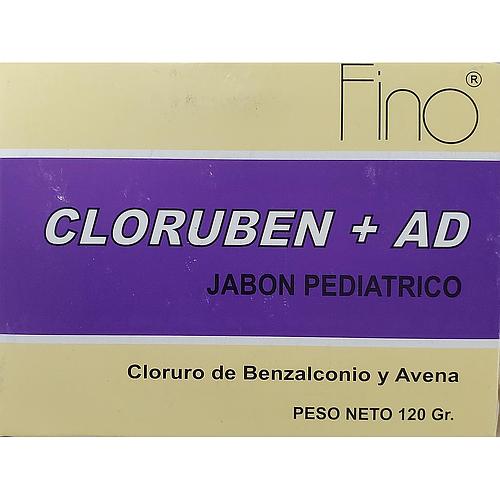 Fino®
CLORUBEN + AD
JABON PEDIATRICO
Cloruro de Benzalconio y Avena
PESO NETO 120 Gr.